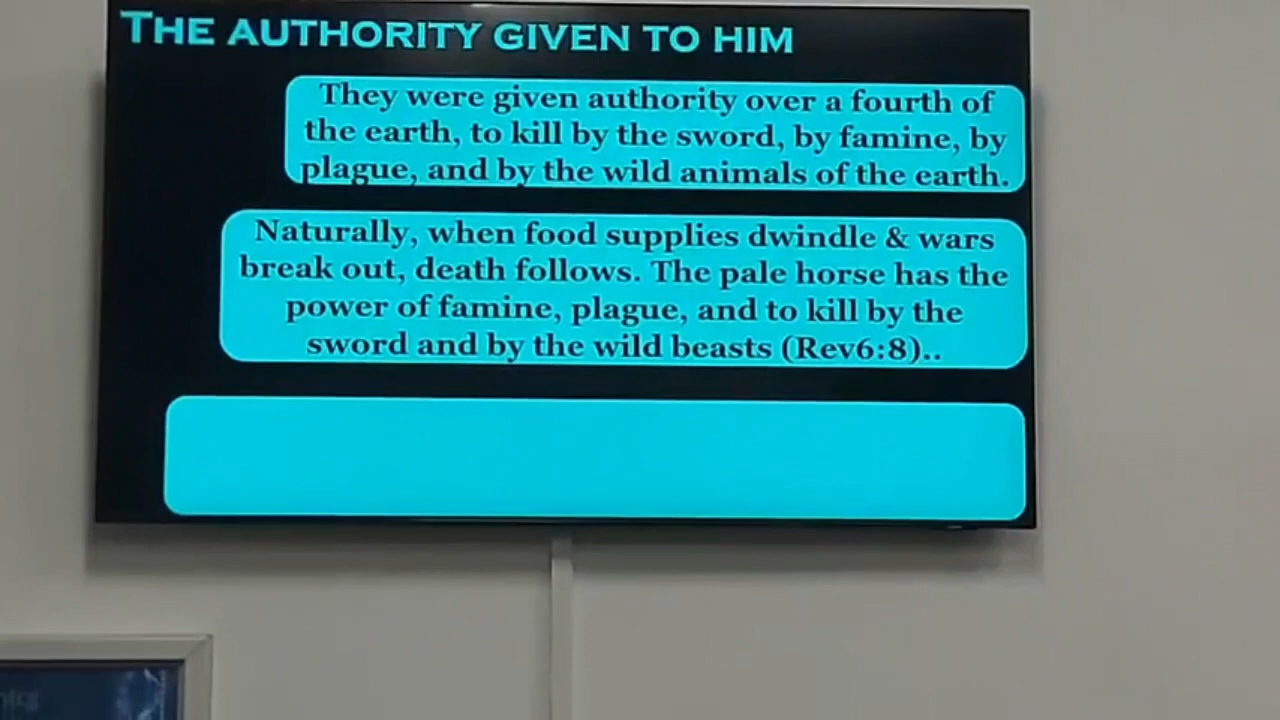 THE AUTHORITY GIVEN TO HIM
They were given authority over a fourth of
the earth, to kill by the sword, by famine, by
plague, and by the wild animals of the earth.
Naturally, when food supplies dwindle & wars
break out, death follows. The pale horse has the
power of famine, plague, and to kill by the
sword and by the wild beasts (Rev6:8)..